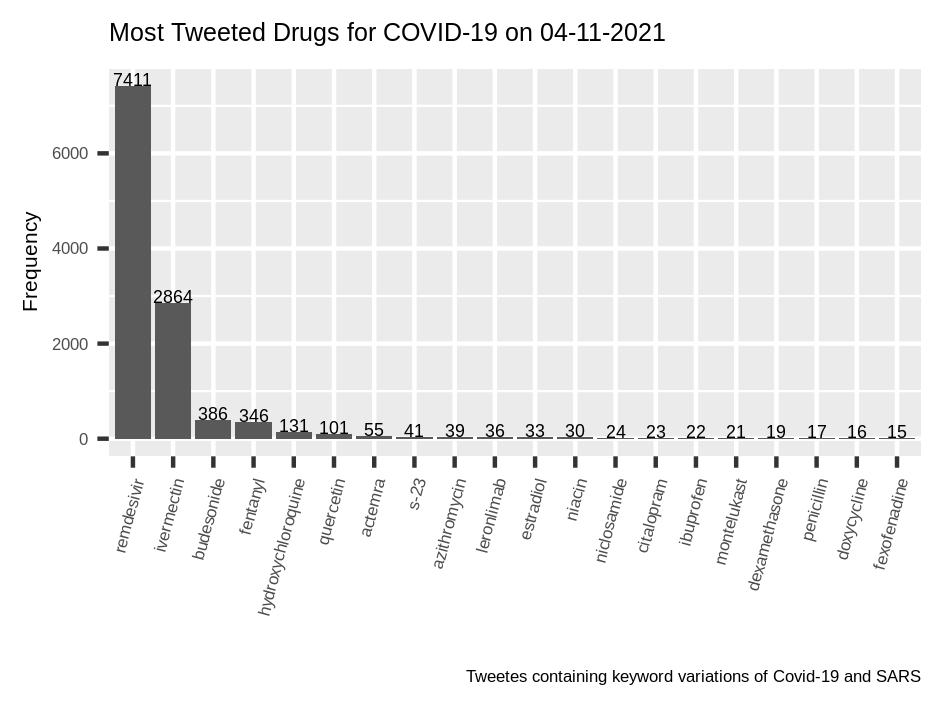 Most Tweeted Drugs for COVID-19 on 04-11-2021
Frequency
6000
4000
2000
0
7411
2864
386
346
131
101
55
41
39
36
33
30
24
23
22
21
19
17
16
15
remdesivir
ivermectin
budesonide
fentanyl
hydroxychloroquine
quercetin
actemra
s-23
azithromycin
leronlimab
estradiol
niacin
niclosamide
citalopram
ibuprofen
montelukast
dexamethasone
penicillin
doxycycline
fexofenadine
Tweetes containing keyword variations of Covid-19 and SARS